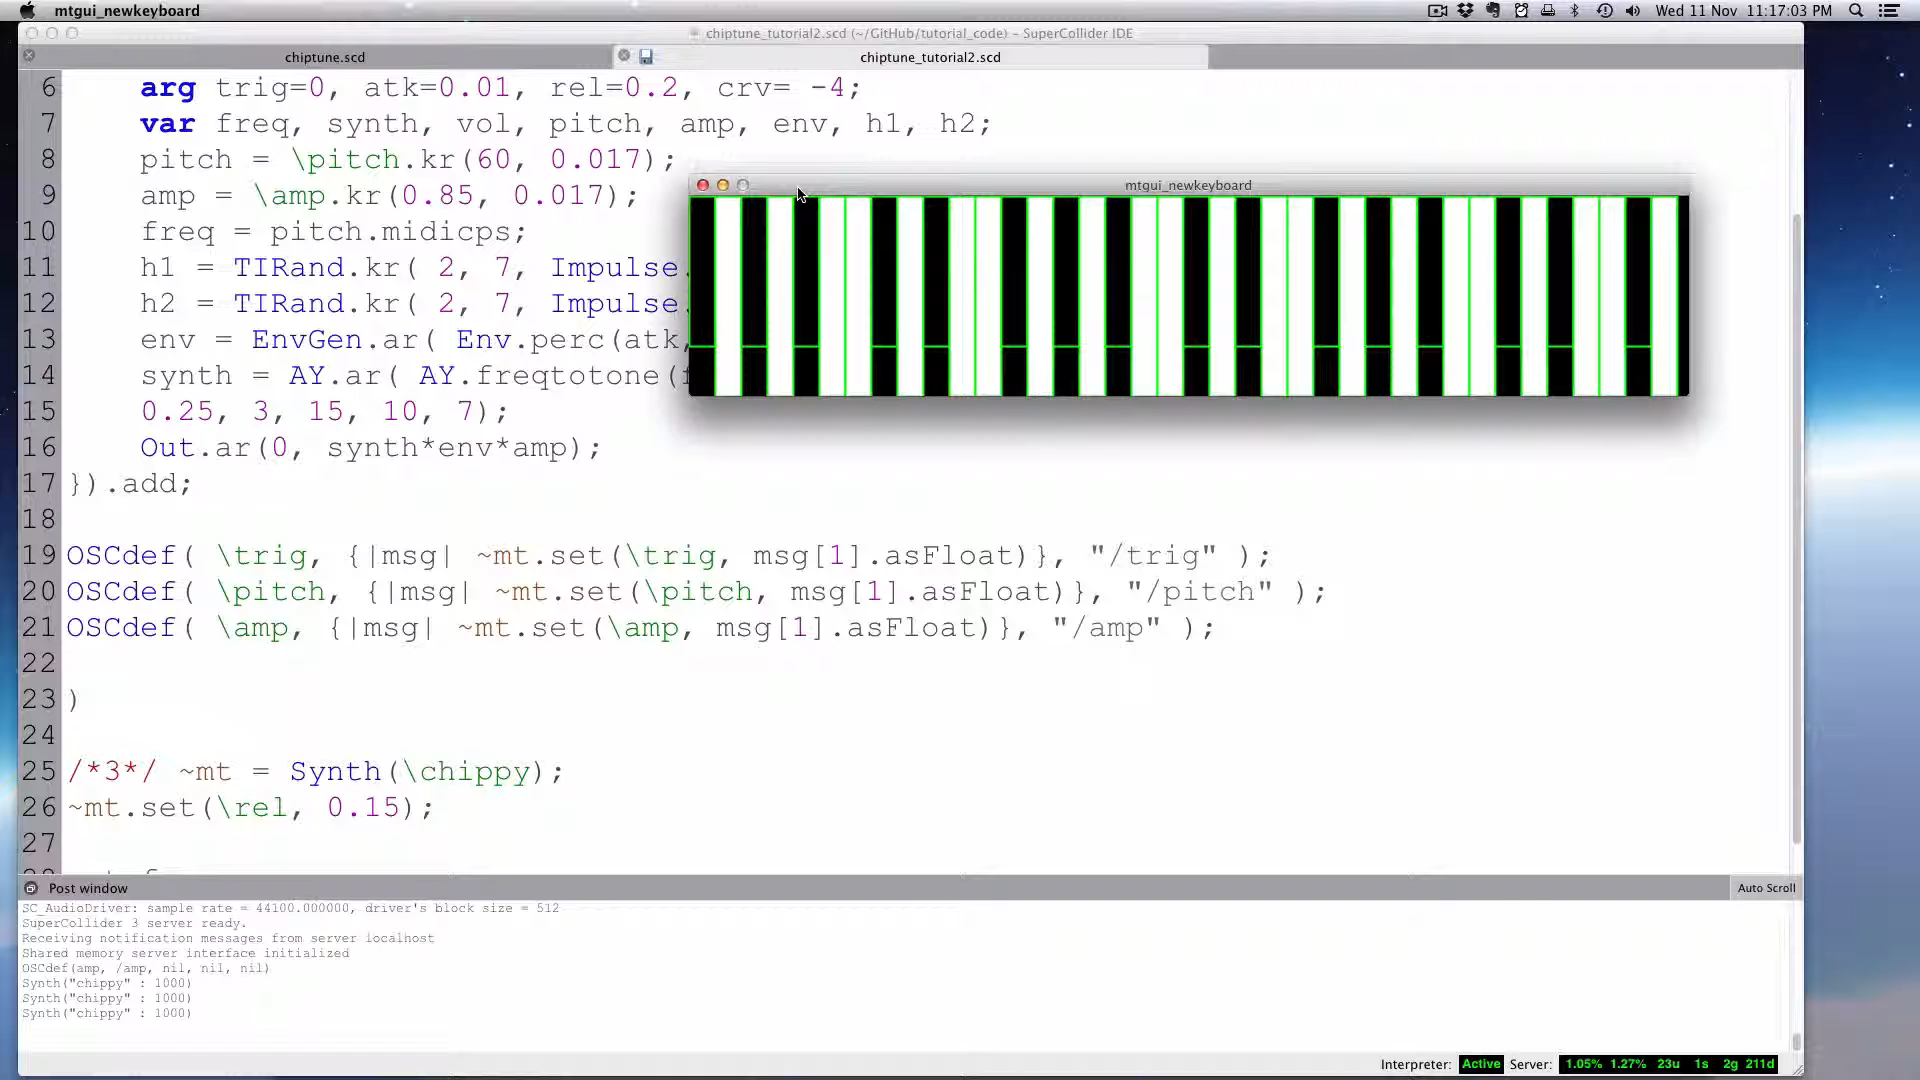 mtgui_newkeyboard
Wed 11 Nov 11:17:03 PM
chiptune_tutorial2.scd (~/GitHub/tutorial_code) – SuperCollider IDE
chiptune.scd
chiptune_tutorial2.scd
6 arg trig=0, atk=0.01, rel=0.2, crv= -4;
7 var freq, synth, vol, pitch, amp, env, h1, h2;
8 pitch = \pitch.kr(60, 0.017);
9 amp = \amp.kr(0.85, 0.017);
10 freq = pitch.midicps;
11 h1 = TIRand.kr( 2, 7, Impulse.
12 h2 = TIRand.kr( 2, 7, Impulse.
13 env = EnvGen.ar( Env.perc(atk,
14 synth = AY.ar( AY.freqtotone(f
15 0.25, 3, 15, 10, 7);
16 Out.ar(0, synth*env*amp);
17 }).add;
18
19 OSCdef( \trig, {|msg| ~mt.set(\trig, msg[1].asFloat)}, "/trig" );
20 OSCdef( \pitch, {|msg| ~mt.set(\pitch, msg[1].asFloat)}, "/pitch" );
21 OSCdef( \amp, {|msg| ~mt.set(\amp, msg[1].asFloat)}, "/amp" );
22
23 )
24
25 /*3*/ ~mt = Synth(\chippy);
26 ~mt.set(\rel, 0.15);
27
mtgui_newkeyboard
Post window
Auto Scroll
SC_AudioDriver: sample rate = 44100.000000, driver's block size = 512
SuperCollider 3 server ready.
Receiving notification messages from server localhost
Shared memory server interface initialized
OSCdef(amp, /amp, nil, nil, nil)
Synth("chippy" : 1000)
Synth("chippy" : 1000)
Synth("chippy" : 1000)
Interpreter: Active Server: 1.05% 1.27% 23u 1s 2g 211d